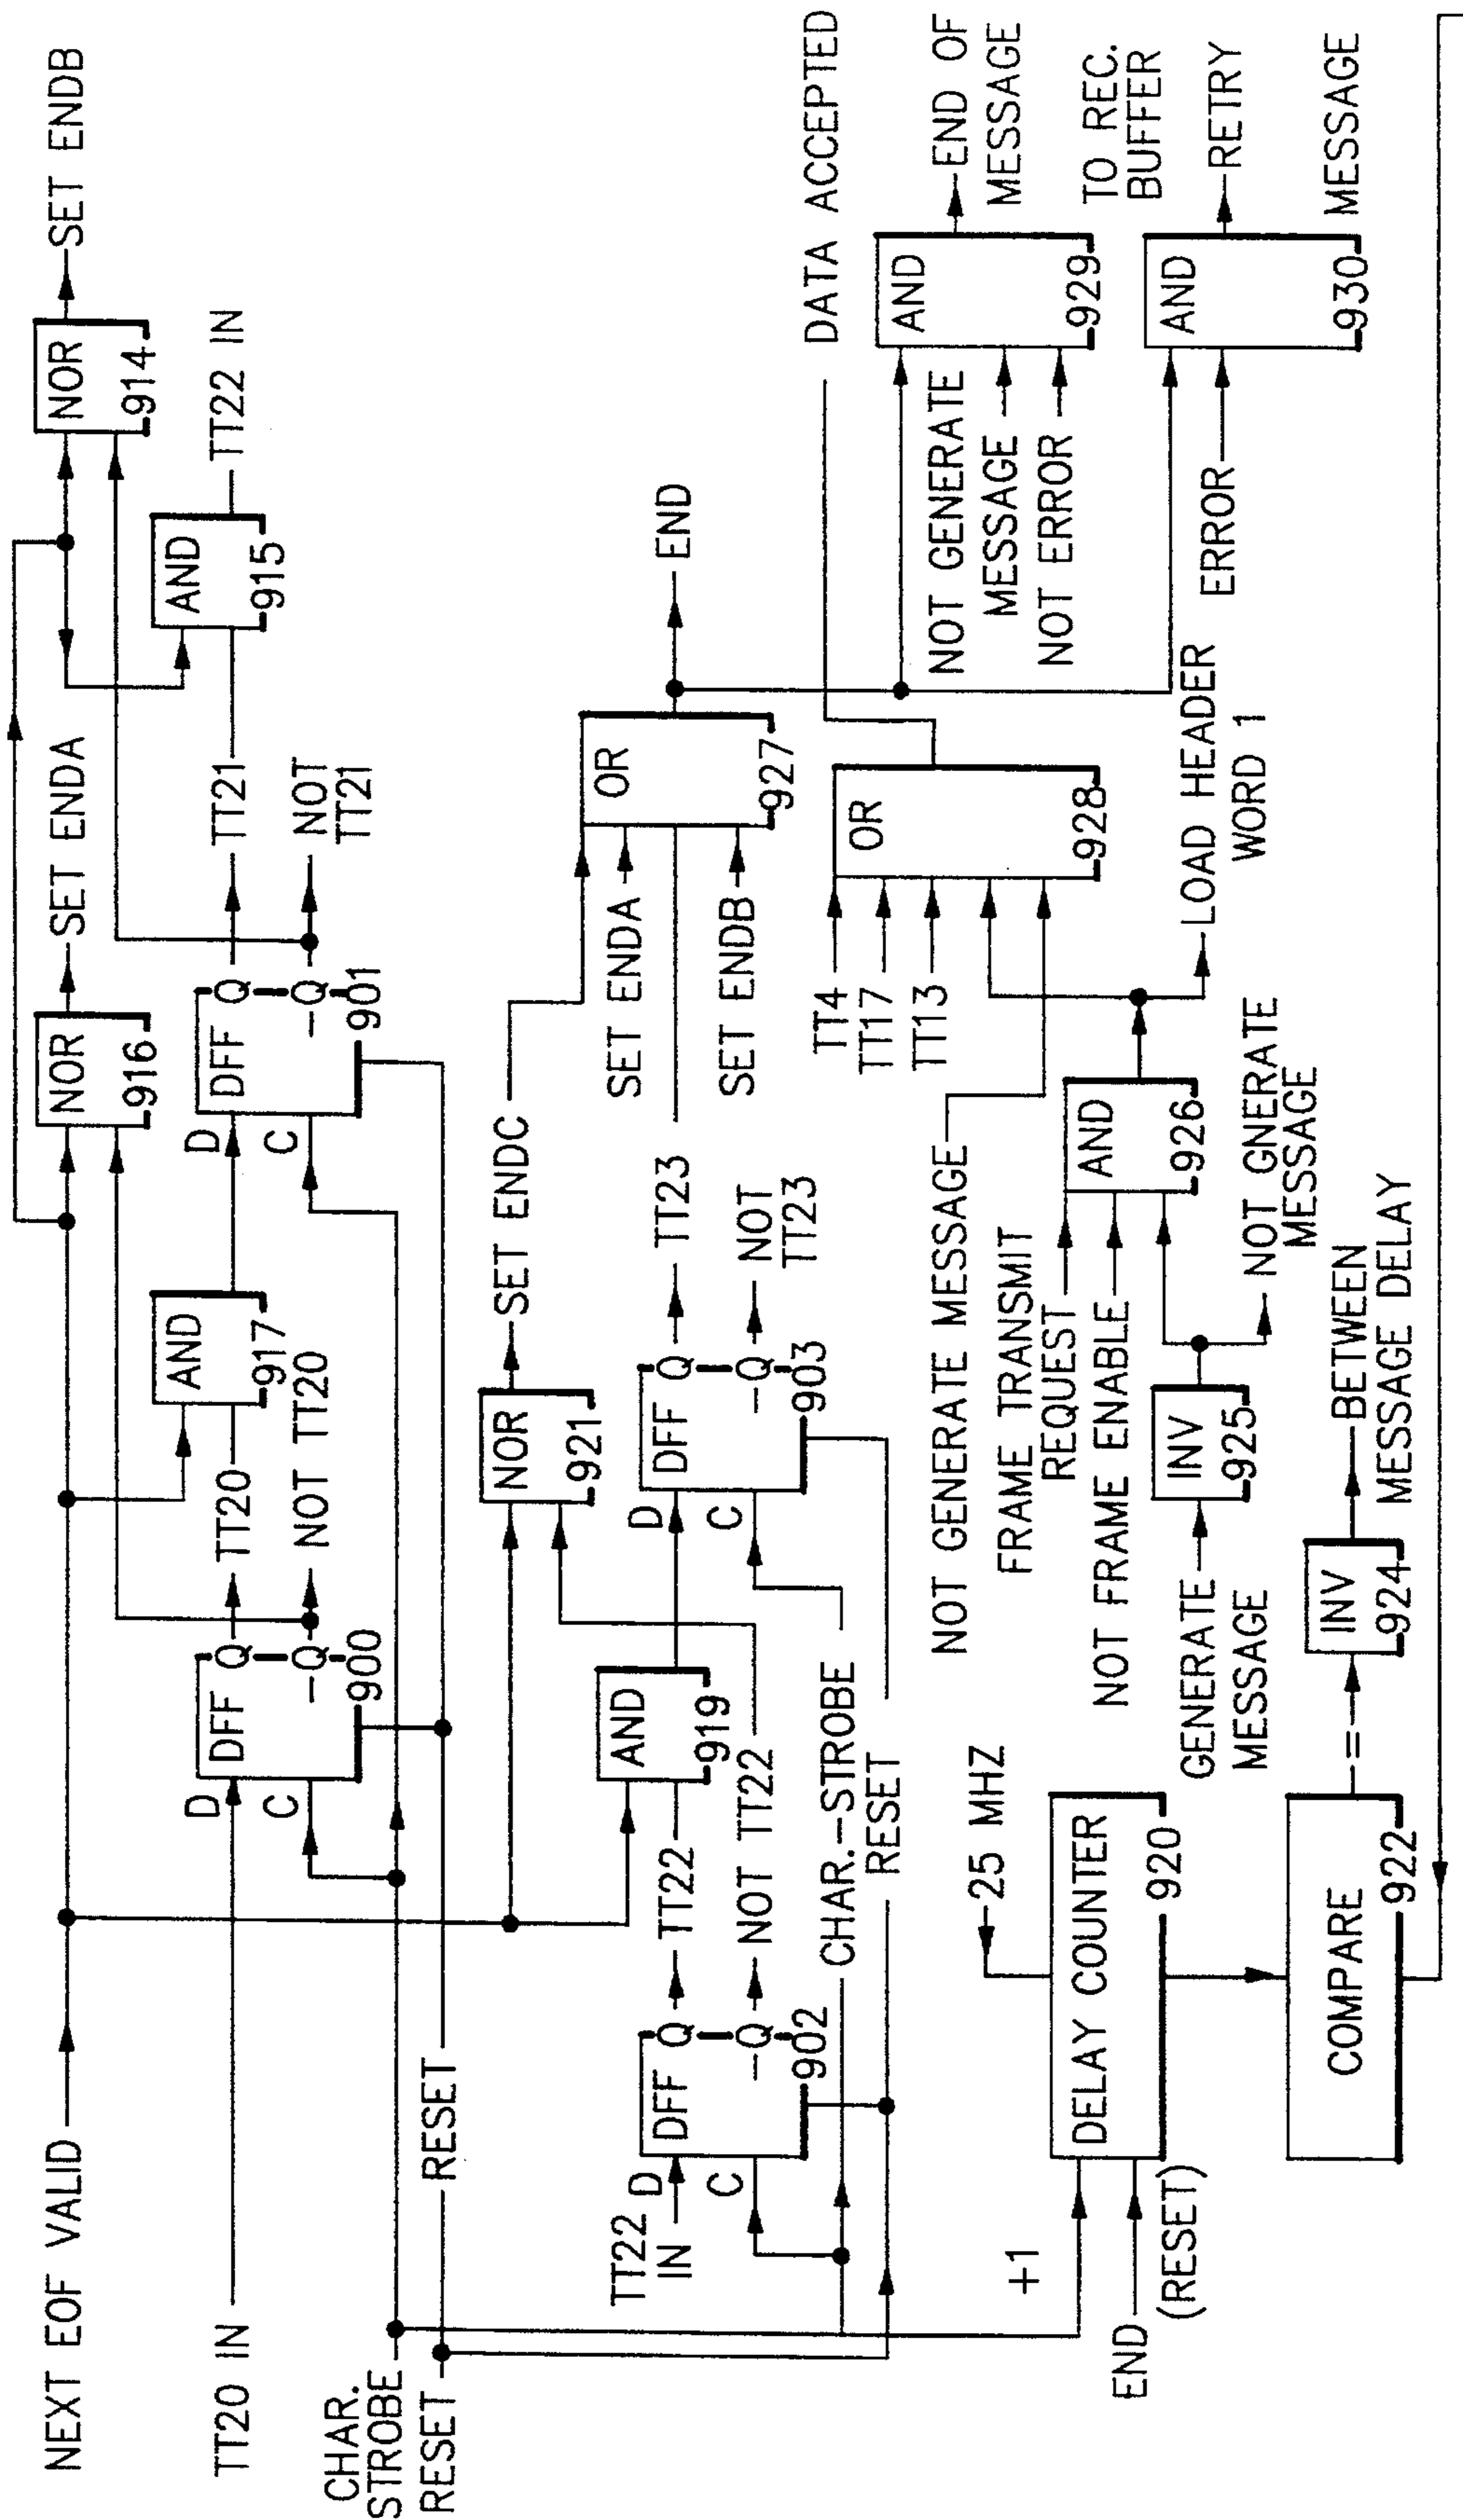 NEXT EOF VALID
NOR
916
SET ENDA
NOR
914
SET ENDB
TT20 IN
D
C
DFF
Q
-Q
900
TT20
NOT TT20
AND
917
D
C
DFF
Q
-Q
901
TT21
NOT
TT21
AND
915
TT22 IN
CHAR.
STROBE
RESET
RESET
TT22
IN
D
C
DFF
Q
-Q
902
TT22
NOT TT22
AND
919
NOR
921
SET ENDC
D
C
DFF
Q
-Q
903
TT23
NOT
TT23
CHAR.-STROBE
RESET
SET ENDA
SET ENDB
OR
927
END
TT4
TT17
TT13
OR
928
DATA ACCEPTED
NOT GENERATE MESSAGE
FRAME TRANSMIT
REQUEST
NOT FRAME ENABLE
AND
926
LOAD HEADER
WORD 1
GENERATE
MESSAGE
INV
925
NOT GNERATE
MESSAGE
NOT GENERATE
MESSAGE
NOT ERROR
AND
929
END OF
MESSAGE
TO REC.
BUFFER
ERROR
AND
930
RETRY
MESSAGE
+1
END
(RESET)
25 MHZ
DELAY COUNTER
920
COMPARE
922
=
INV
924
BETWEEN
MESSAGE DELAY